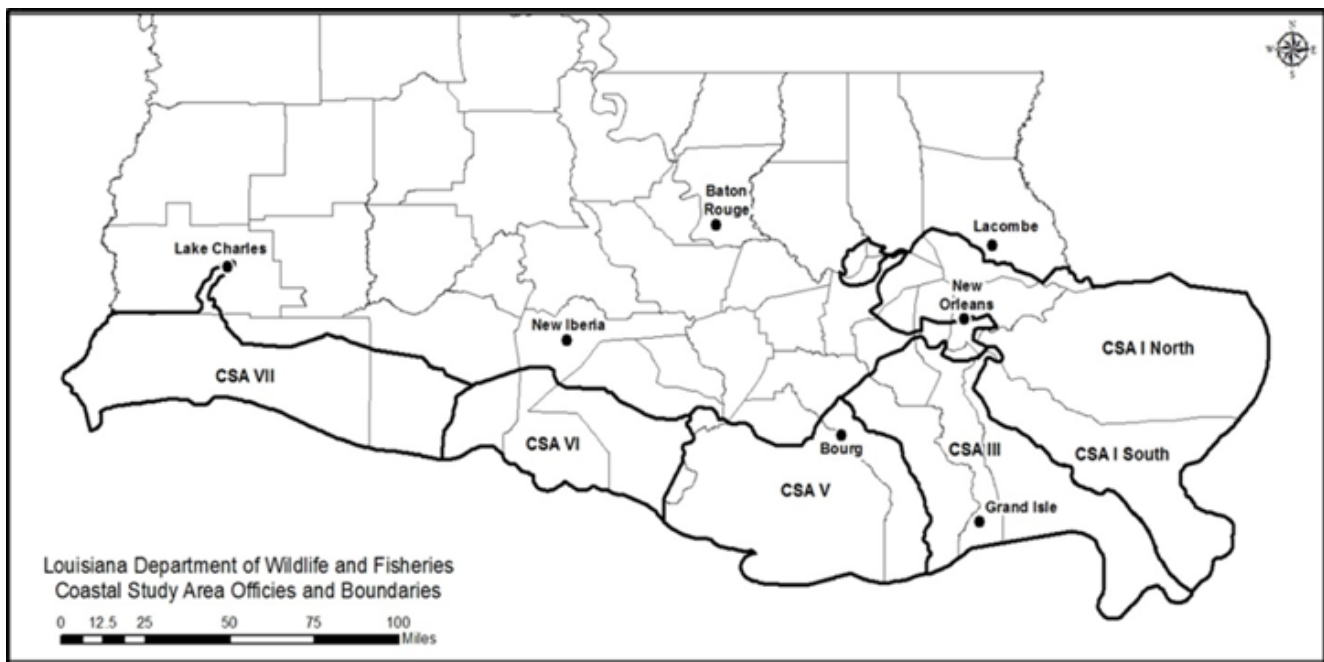 N
W
E
S
Baton
Rouge
Lacombe
Lake Charles
New
Orleans
New Iberia
CSA I North
CSA VII
CSA VI
Bourg
CSA III
CSA I South
CSA V
Grand Isle
Louisiana Department of Wildlife and Fisheries
Coastal Study Area Officies and Boundaries
0 12.5 25 50 75 100
Miles